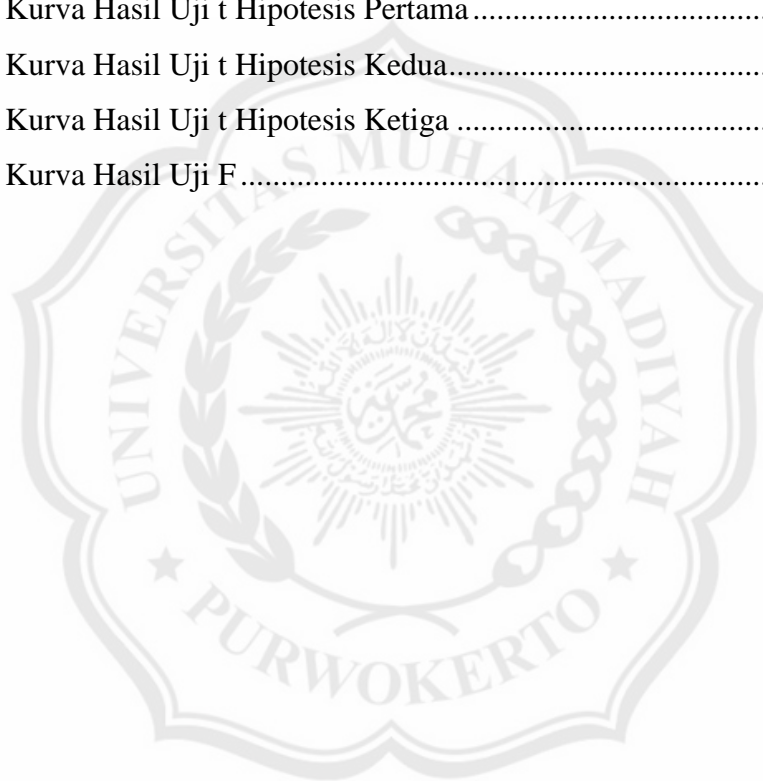 Kurva Hasil Uji t Hipotesis Pertama..............................
Kurva Hasil Uji t Hipotesis Kedua.................................
Kurva Hasil Uji t Hipotesis Ketiga ................................
Kurva Hasil Uji F............................................................
UNIVERSITAS MUHAMMADIYAH
PURWOKERTO
محمد